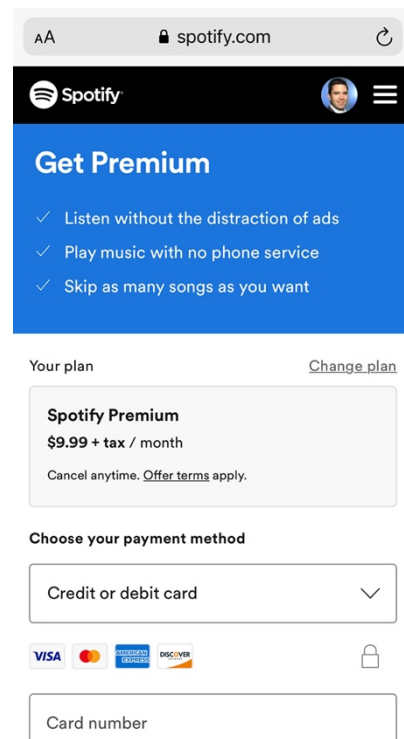 AA spotify.com
Spotify
Get Premium
Listen without the distraction of ads
Play music with no phone service
Skip as many songs as you want
Your plan Change plan
Spotify Premium
$9.99 + tax / month
Cancel anytime. Offer terms apply.
Choose your payment method
Credit or debit card
VISA AMERICAN EXPRESS DISCOVER
Card number